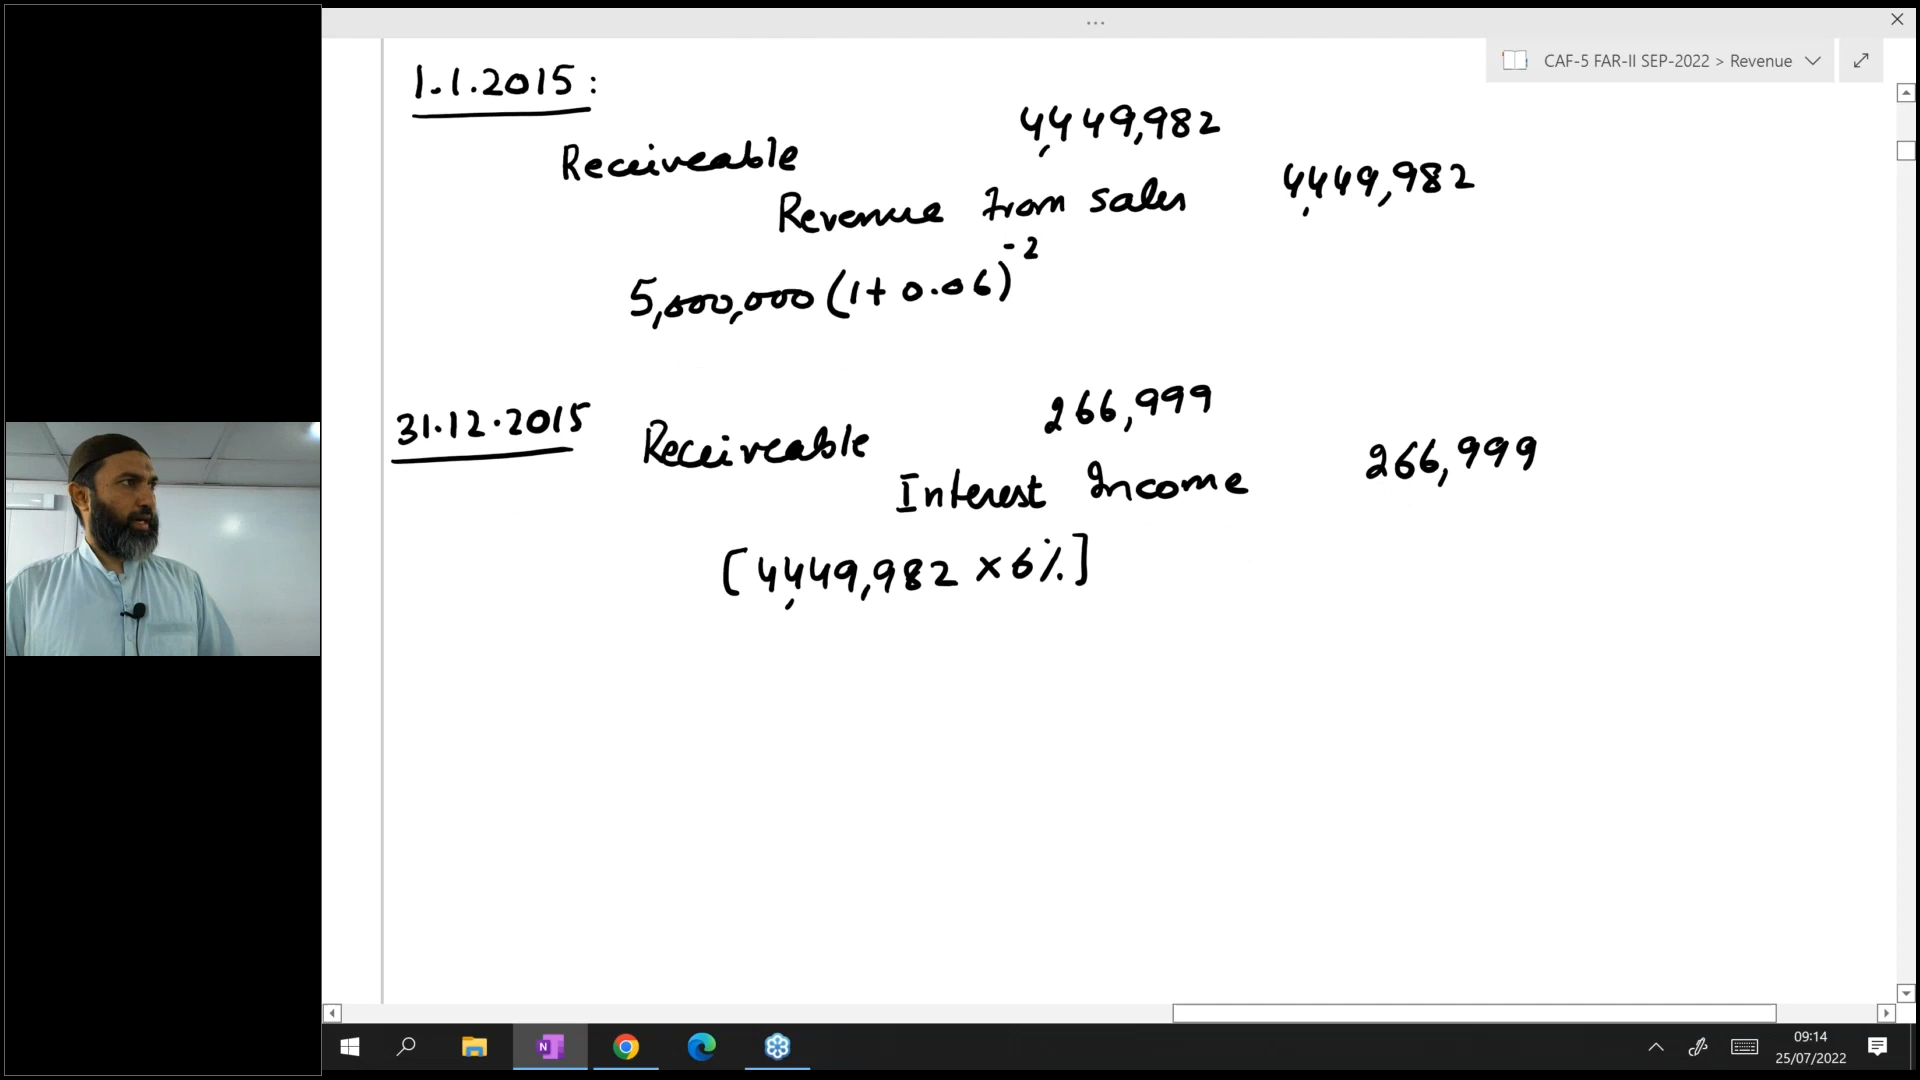 CAF-5 FAR-II SEP-2022 > Revenue
1.1.2015:
Receiveable 4,449,982
Revenue from sales 4,449,982
5,000,000 (1+0.06)⁻²
31.12.2015 Receiveable 266,999
Interest Income 266,999
[4,449,982 × 6%]
09:14
25/07/2022